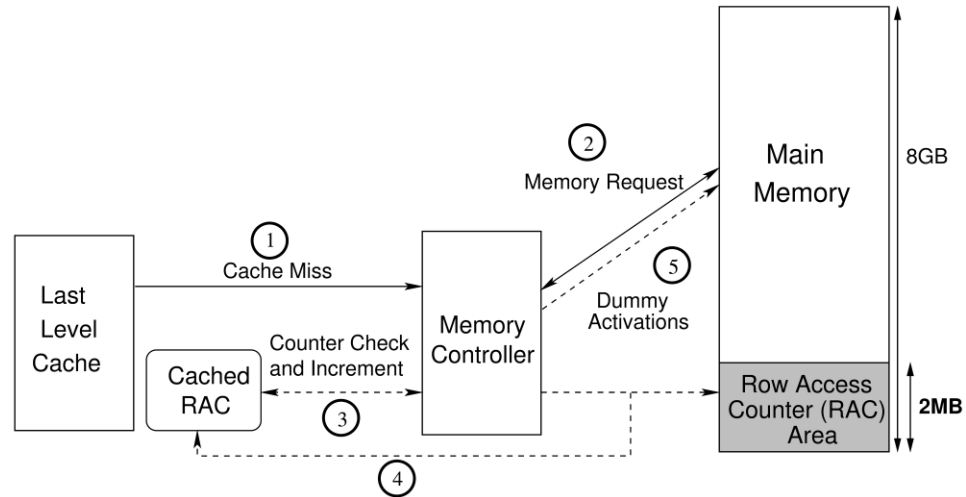 2
Memory Request
Main
Memory
8GB
1
Cache Miss
5
Dummy
Activations
Last
Level
Cache
Memory
Controller
Counter Check
and Increment
Cached
RAC
3
Row Access
Counter (RAC)
Area
2MB
4